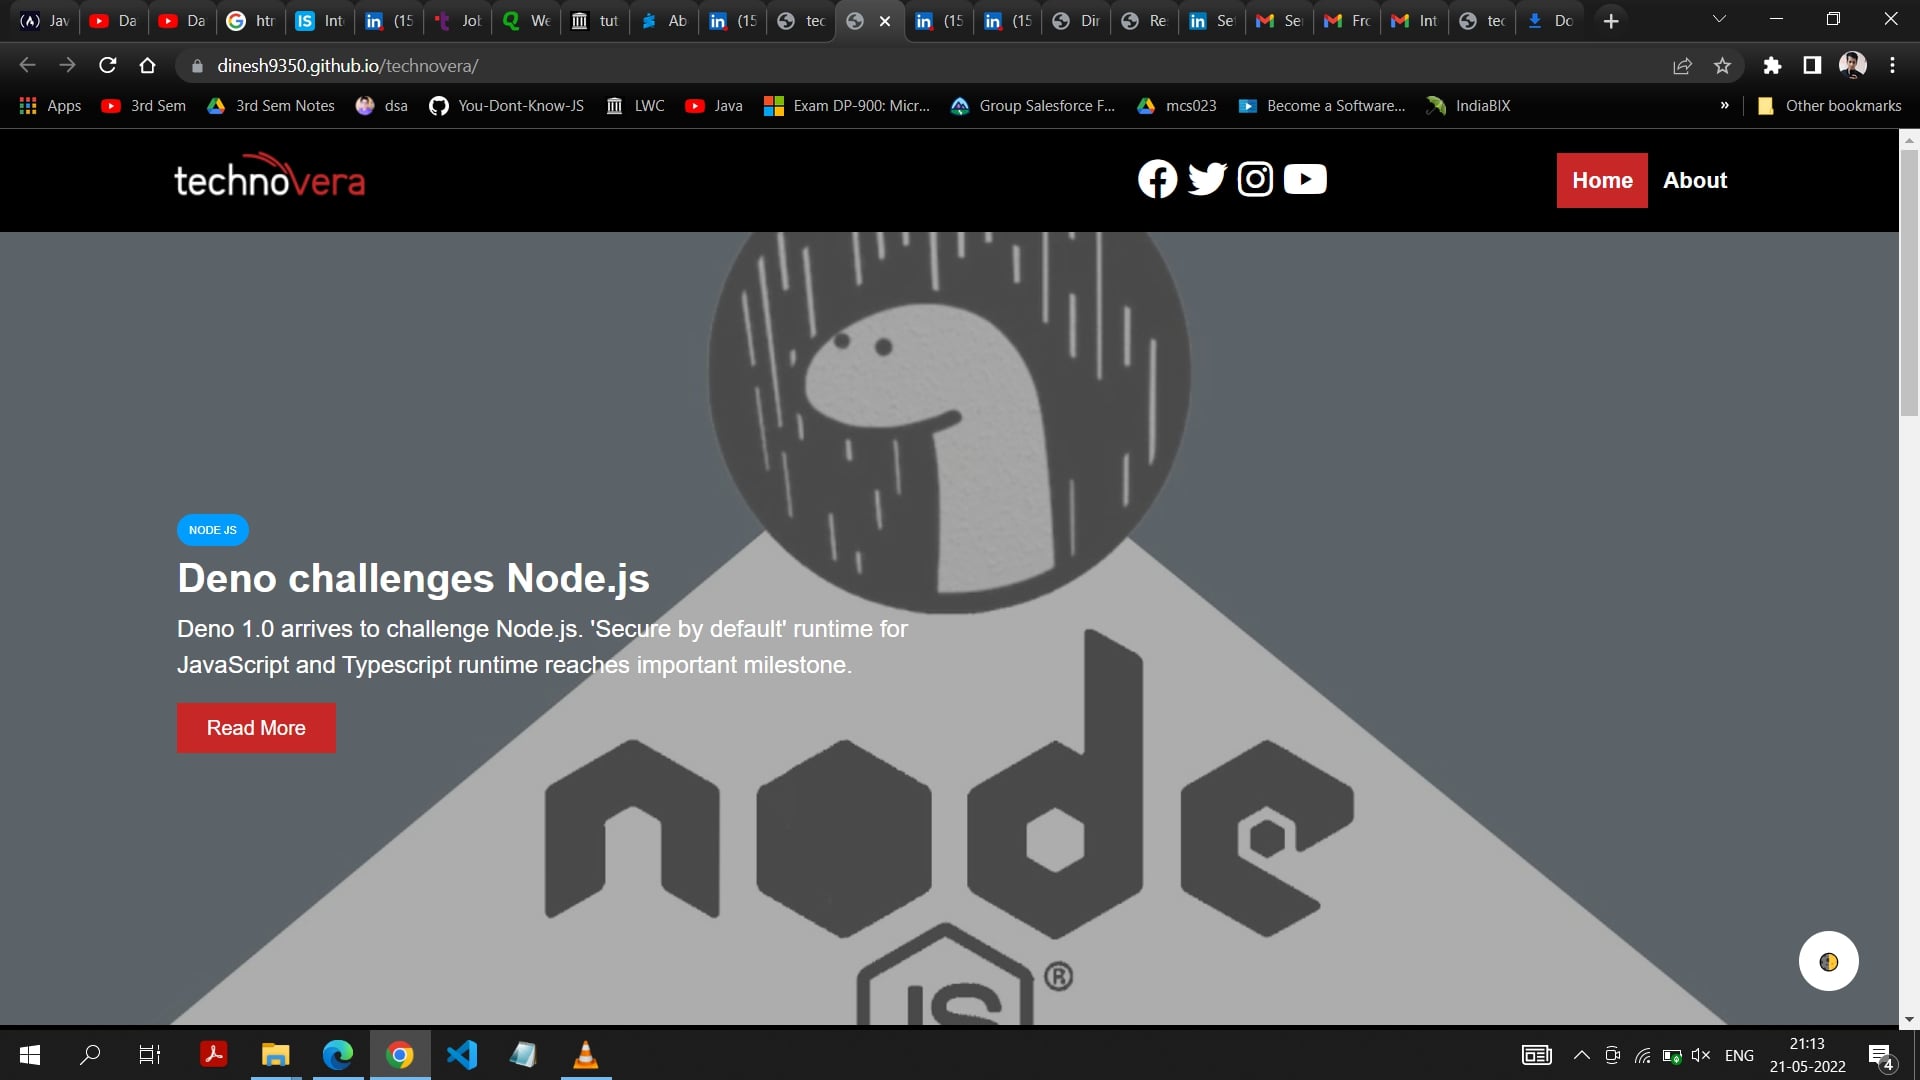 Jav
Da
Da
htr
Int
(15
Jol
We
tut
Ab
(15
tec
(15
(15
Dir
Re
Se
Se
Fro
Int
tec
Do
dinesh9350.github.io/technovera/
Apps
3rd Sem
3rd Sem Notes
dsa
You-Dont-Know-JS
LWC
Java
Exam DP-900: Micr...
Group Salesforce F...
mcs023
Become a Software...
IndiaBIX
»
Other bookmarks
technovera
Home
About
NODE JS
Deno challenges Node.js
Deno 1.0 arrives to challenge Node.js. 'Secure by default' runtime for
JavaScript and Typescript runtime reaches important milestone.
Read More
node
JS ®
ENG
21:13
21-05-2022
4